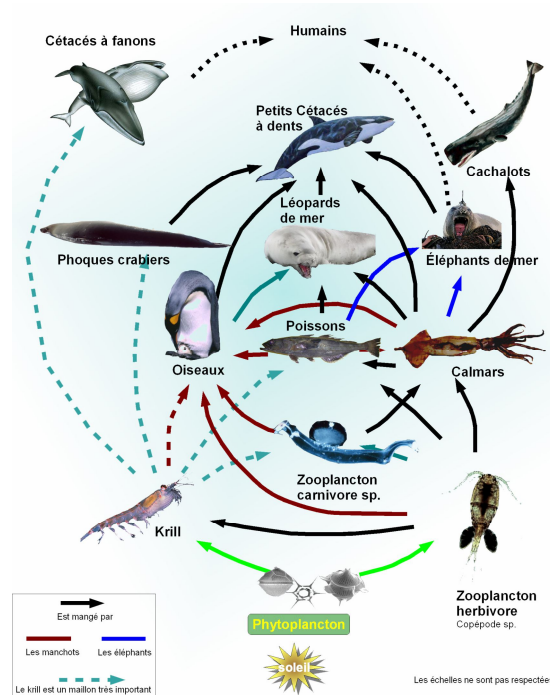 Cétacés à fanons
Humains
Petits Cétacés
à dents
Cachalots
Léopards
de mer
Phoques crabiers
Éléphants de mer
Poissons
Oiseaux
Calmars
Zooplancton
carnivore sp.
Krill
Zooplancton
herbivore
Copépode sp.
Phytoplancton
soleil
Est mangé par
Les manchots
Les éléphants
Le krill est un maillon très important
Les échelles ne sont pas respectée